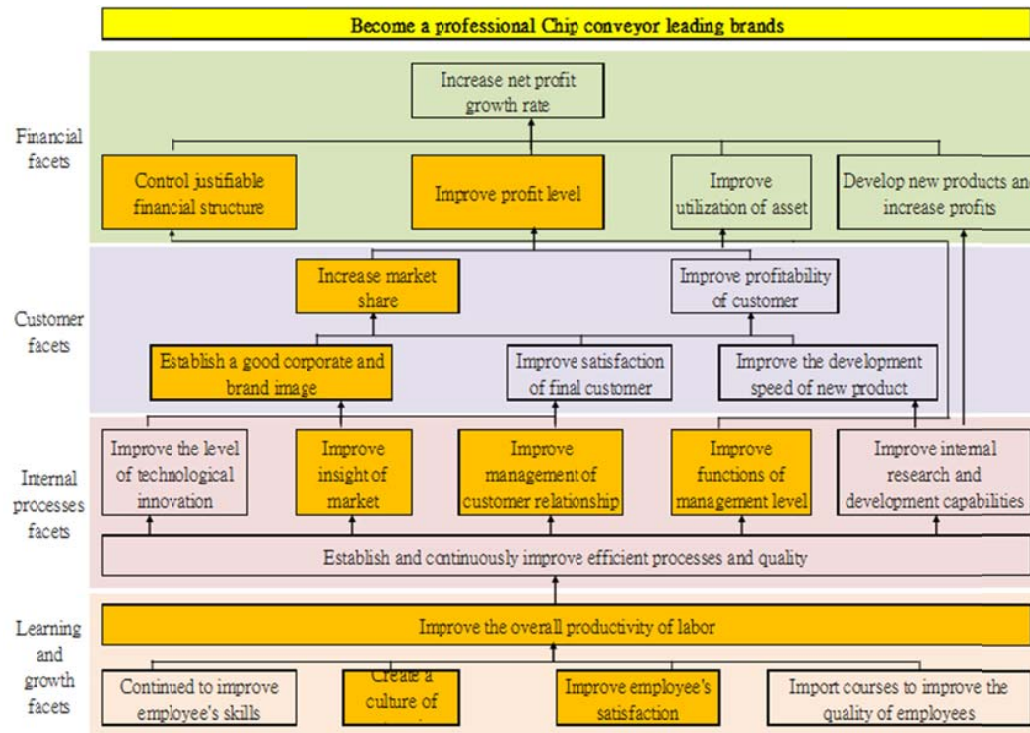 Become a professional Chip conveyor leading brands
Increase net profit
growth rate
Financial
facets
Control justifiable
financial structure
Improve profit level
Improve
utilization of asset
Develop new products and
increase profits
Customer
facets
Increase market
share
Improve profitability
of customer
Establish a good corporate and
brand image
Improve satisfaction
of final customer
Improve the development
speed of new product
Internal
processes
facets
Improve the level
of technological
innovation
Improve
insight of
market
Improve
management of
customer relationship
Improve
functions of
management level
Improve internal
research and
development capabilities
Establish and continuously improve efficient processes and quality
Learning
and
growth
facets
Improve the overall productivity of labor
Continued to improve
employee's skills
Create a
culture of
Improve employee's
satisfaction
Import courses to improve the
quality of employees